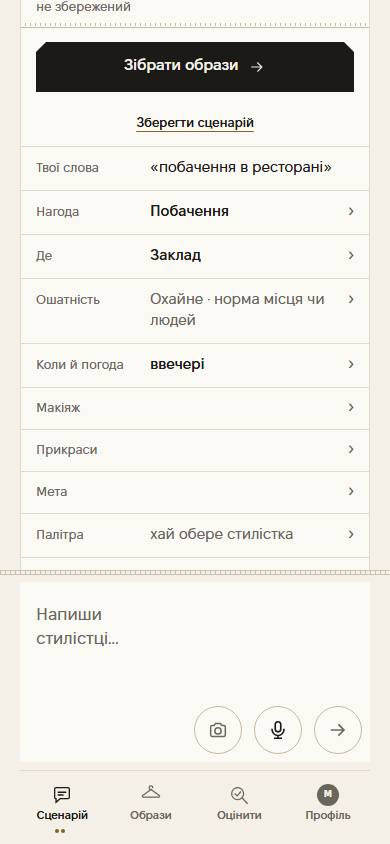 не збережений
Зібрати образи →
Зберегти сценарій
Твої слова «побачення в ресторані»
Нагода Побачення
Де Заклад
Ошатність Охайне · норма місця чи
людей
Коли й погода ввечері
Макіяж
Прикраси
Мета
Палітра хай обере стилістка
Напиши
стилістці...
Сценарій Образи Оцінити М Профіль